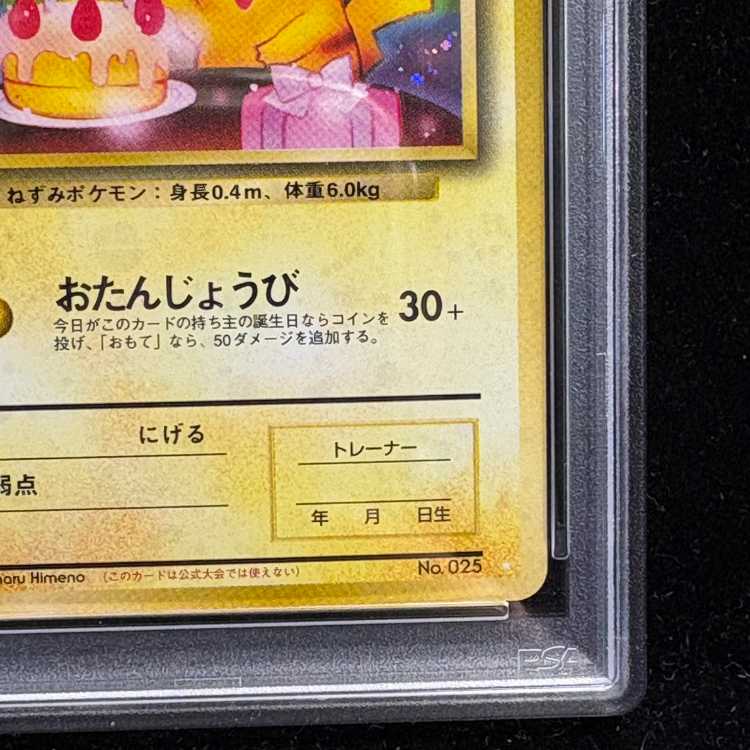 ねずみポケモン：身長0.4m、体重6.0kg
おたんじょうび
30+
今日がこのカードの持ち主の誕生日ならコインを
投げ、「おもて」なら、50ダメージを追加する。
にげる
弱点
トレーナー
年 月 日生
Himeno （このカードは公式大会では使えない）
No. 025
PSA